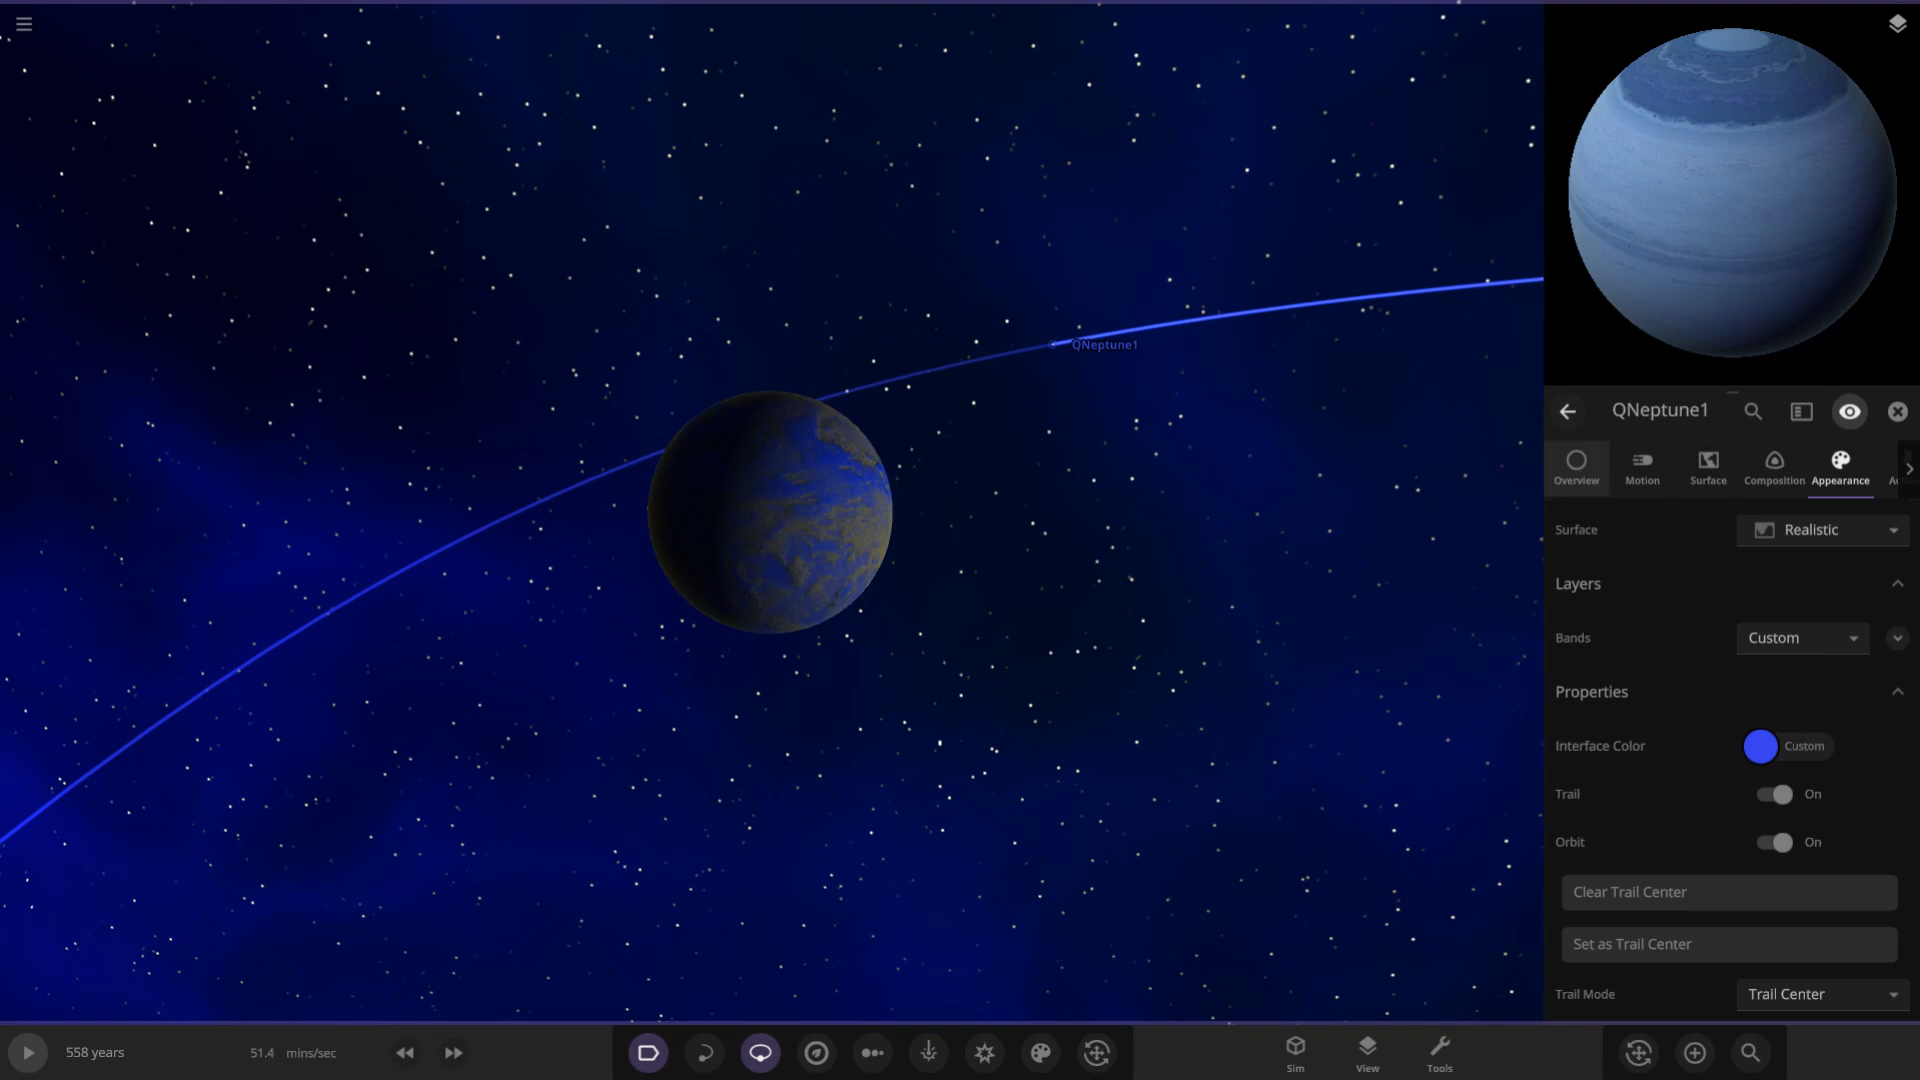 QNeptune1
QNeptune1
Overview
Motion
Surface
Composition
Appearance
Surface
Realistic
Layers
Bands
Custom
Properties
Interface Color
Custom
Trail
On
Orbit
On
Clear Trail Center
Set as Trail Center
Trail Mode
Trail Center
558 years
51.4 mins/sec
Sim
View
Tools